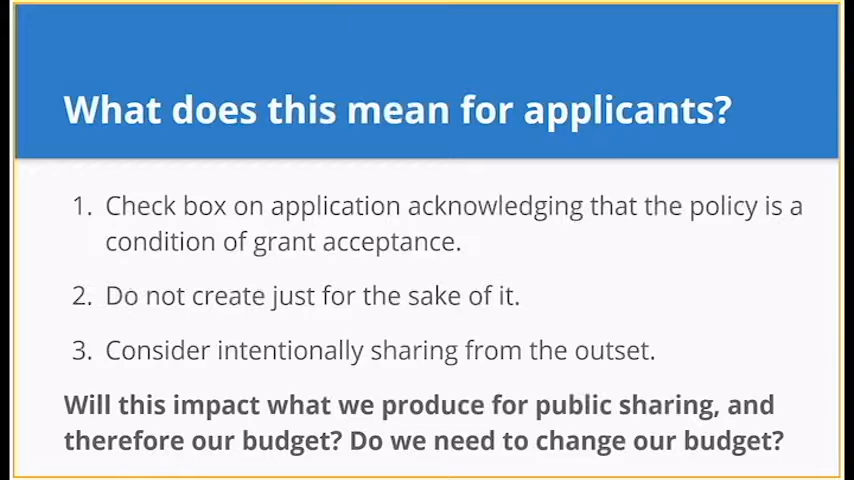 What does this mean for applicants?
1. Check box on application acknowledging that the policy is a
condition of grant acceptance.
2. Do not create just for the sake of it.
3. Consider intentionally sharing from the outset.
Will this impact what we produce for public sharing, and
therefore our budget? Do we need to change our budget?